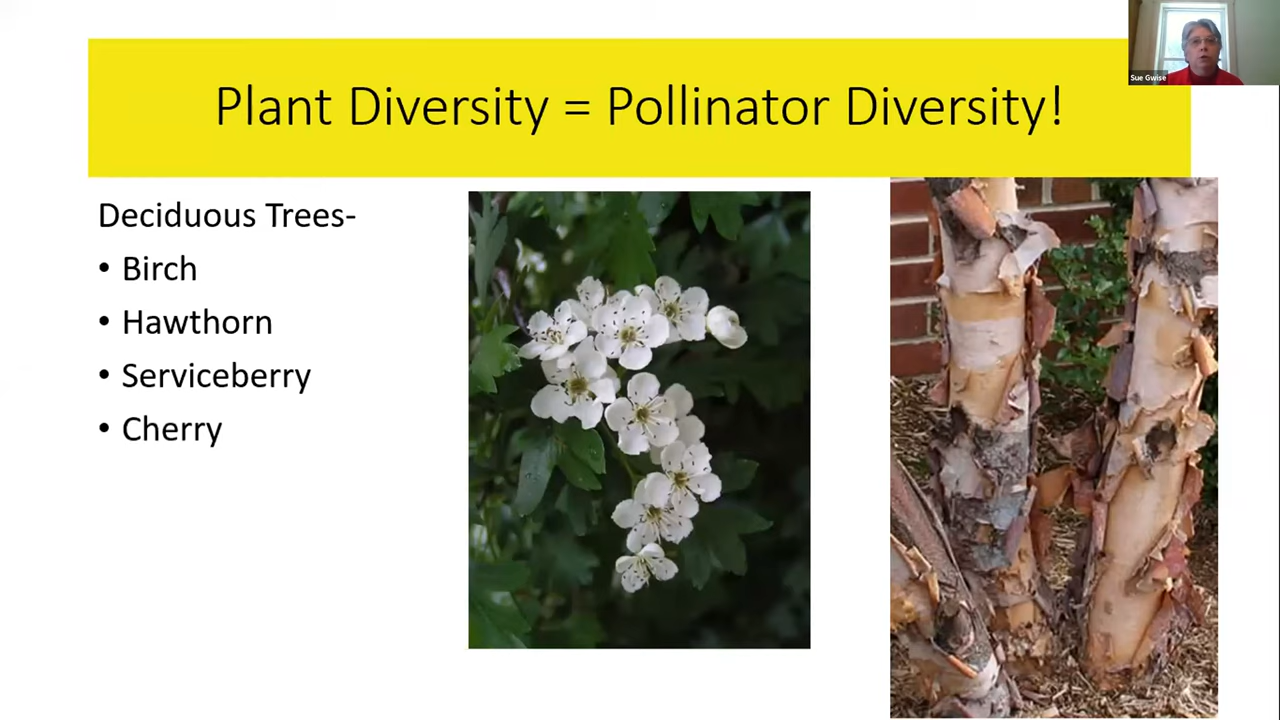 Plant Diversity = Pollinator Diversity!
Sue Gwise
Deciduous Trees-
• Birch
• Hawthorn
• Serviceberry
• Cherry